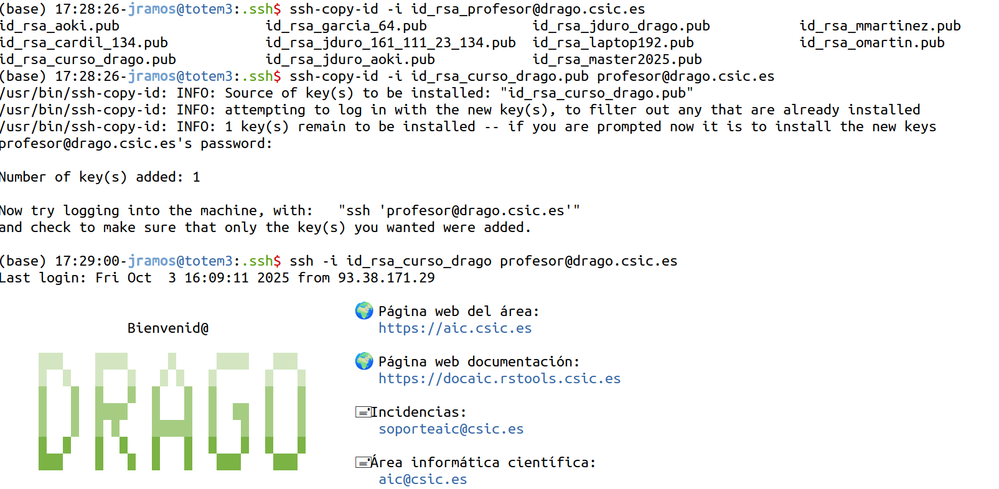 (base) 17:28:26-jramos@totem3:.ssh$ ssh-copy-id -i id_rsa_profesor@drago.csic.es
id_rsa_aoki.pub id_rsa_garcia_64.pub id_rsa_jduro_drago.pub id_rsa_mmartinez.pub
id_rsa_cardil_134.pub id_rsa_jduro_161_111_23_134.pub id_rsa_laptop192.pub id_rsa_omartin.pub
id_rsa_curso_drago.pub id_rsa_jduro_aoki.pub id_rsa_master2025.pub
(base) 17:28:26-jramos@totem3:.ssh$ ssh-copy-id -i id_rsa_curso_drago.pub profesor@drago.csic.es
/usr/bin/ssh-copy-id: INFO: Source of key(s) to be installed: "id_rsa_curso_drago.pub"
/usr/bin/ssh-copy-id: INFO: attempting to log in with the new key(s), to filter out any that are already installed
/usr/bin/ssh-copy-id: INFO: 1 key(s) remain to be installed -- if you are prompted now it is to install the new keys
profesor@drago.csic.es's password:
Number of key(s) added: 1
Now try logging into the machine, with:   "ssh 'profesor@drago.csic.es'"
and check to make sure that only the key(s) you wanted were added.
(base) 17:29:00-jramos@totem3:.ssh$ ssh -i id_rsa_curso_drago profesor@drago.csic.es
Last login: Fri Oct  3 16:09:11 2025 from 93.38.171.29
Bienvenid@
DRAGO
Página web del área:
https://aic.csic.es
Página web documentación:
https://docaic.rstools.csic.es
Incidencias:
soporteaic@csic.es
Área informática científica:
aic@csic.es